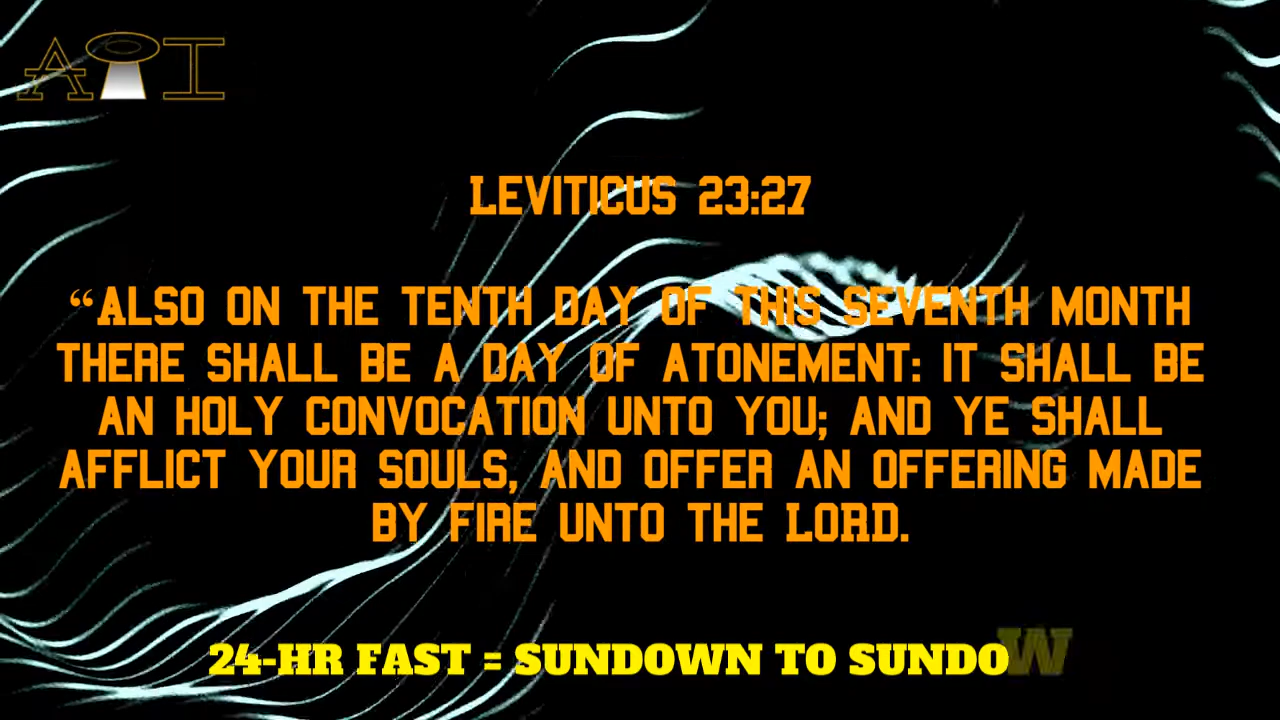 AOI
LEVITICUS 23:27
“ALSO ON THE TENTH DAY OF THIS SEVENTH MONTH
THERE SHALL BE A DAY OF ATONEMENT: IT SHALL BE
AN HOLY CONVOCATION UNTO YOU; AND YE SHALL
AFFLICT YOUR SOULS, AND OFFER AN OFFERING MADE
BY FIRE UNTO THE LORD.
24-HR FAST = SUNDOWN TO SUNDOW